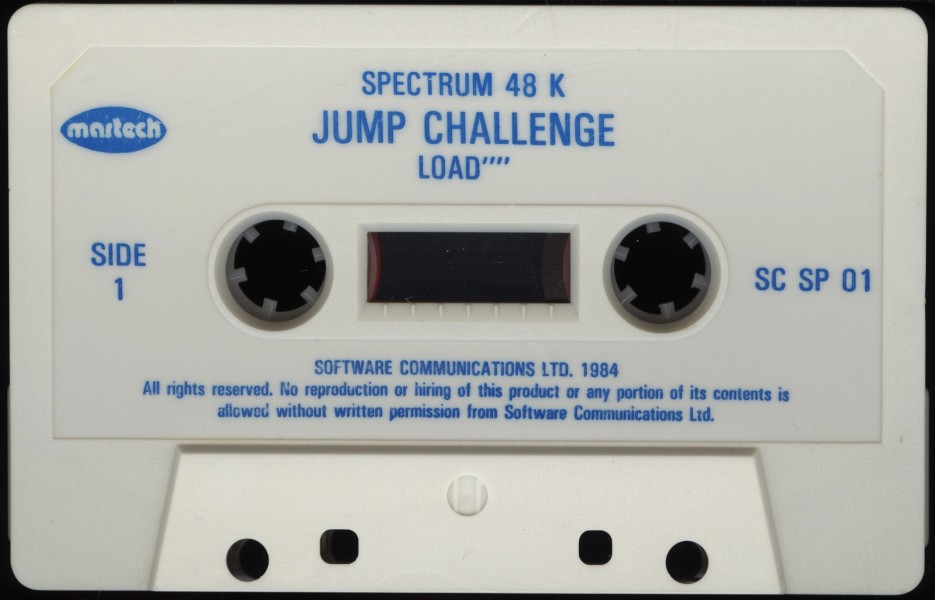 SPECTRUM 48 K
martech
JUMP CHALLENGE
LOAD""
SIDE
1
SC SP 01
SOFTWARE COMMUNICATIONS LTD. 1984
All rights reserved. No reproduction or hiring of this product or any portion of its contents is
allowed without written permission from Software Communications Ltd.